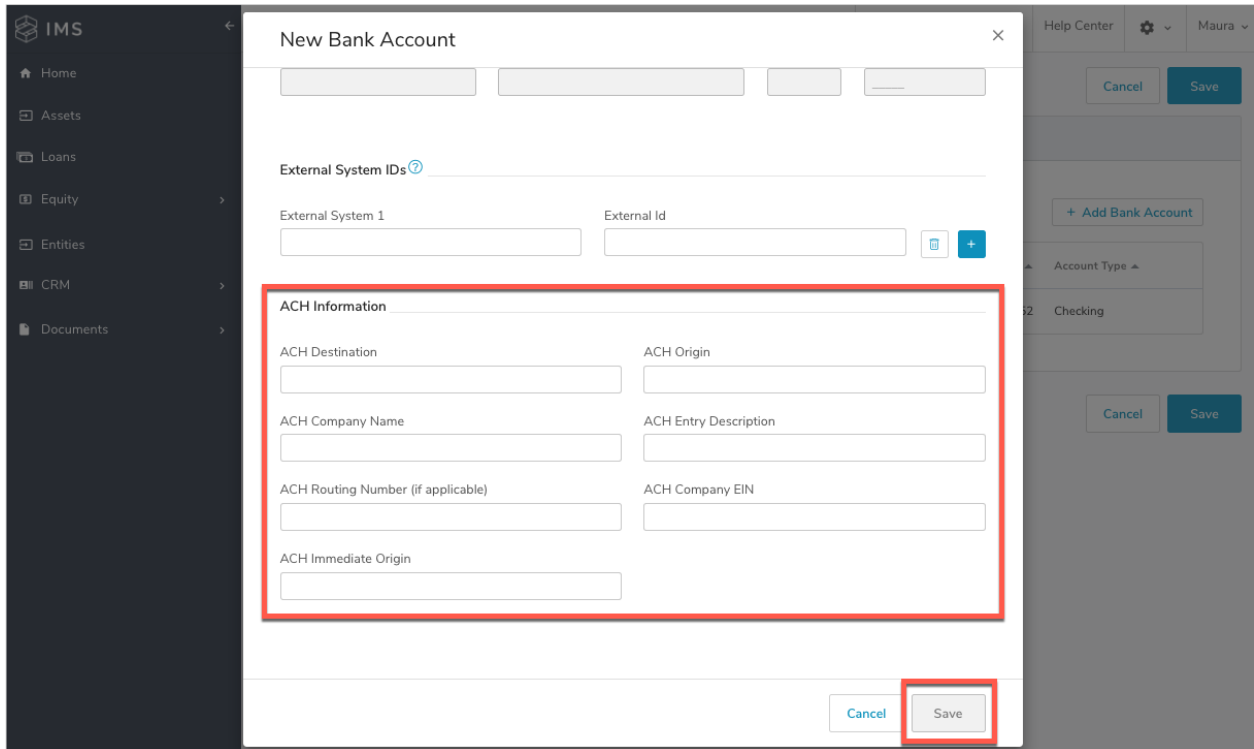 IMS
Home
Assets
Loans
Equity
Entities
CRM
Documents
New Bank Account
External System IDs
?
External System 1
External Id
+
ACH Information
ACH Destination
ACH Origin
ACH Company Name
ACH Entry Description
ACH Routing Number (if applicable)
ACH Company EIN
ACH Immediate Origin
Cancel
Save
Help Center
Maura
Cancel
Save
+ Add Bank Account
Account Type
52
Checking
Cancel
Save